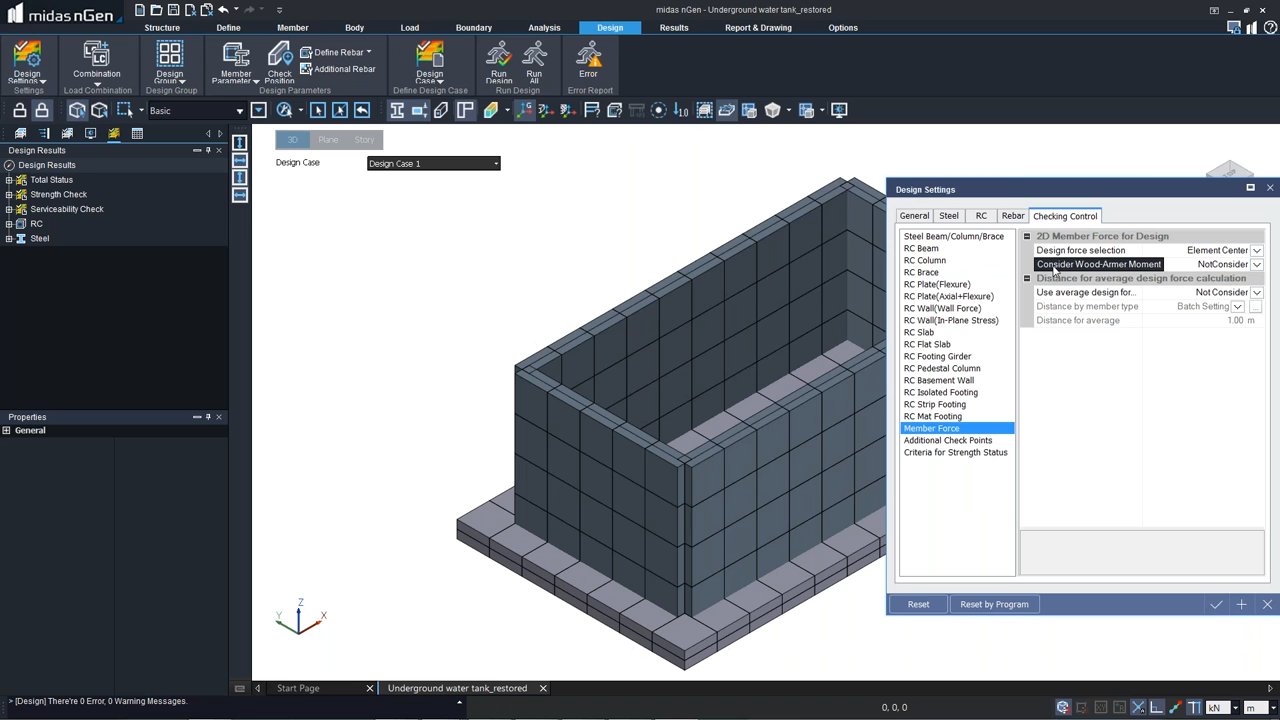 midas nGen
midas nGen - Underground water tank_restored
Structure
Define
Member
Body
Load
Boundary
Analysis
Design
Results
Report & Drawing
Members
Options
Design Settings
Combination
Design Group
Member Parameter
Check Position
Define Rebar
Additional Rebar
Design Case
Run Design
Run All
Error
Settings
Load Combination
Design Group
Design Parameters
Define Design Case
Run Design
Error Report
Basic
1.0
Design Results
Design Results
Total Status
Strength Check
Serviceability Check
RC
Steel
Properties
General
3D Plane Story
Design Case
Design Case 1
Design Settings
General Steel RC Rebar Checking Control
Steel Beam/Column/Brace
RC Beam
RC Column
RC Brace
RC Plate(Flexure)
RC Plate(Axial+Flexure)
RC Wall(Wall Force)
RC Wall(In-Plane Stress)
RC Slab
RC Flat Slab
RC Footing Girder
RC Pedestal Column
RC Basement Wall
RC Isolated Footing
RC Strip Footing
RC Mat Footing
Member Force
Additional Check Points
Criteria for Strength Status
2D Member Force for Design
Design force selection Element Center
Consider Wood-Armer Moment NotConsider
Distance for average design force calculation
Use average design for... Not Consider
Distance by member type Batch Setting ...
Distance for average 1.00 m
Reset
Reset by Program
Z
Y
X
Start Page
Underground water tank_restored
> [Design] There're 0 Error, 0 Warning Messages.
0, 0, 0
kN
m